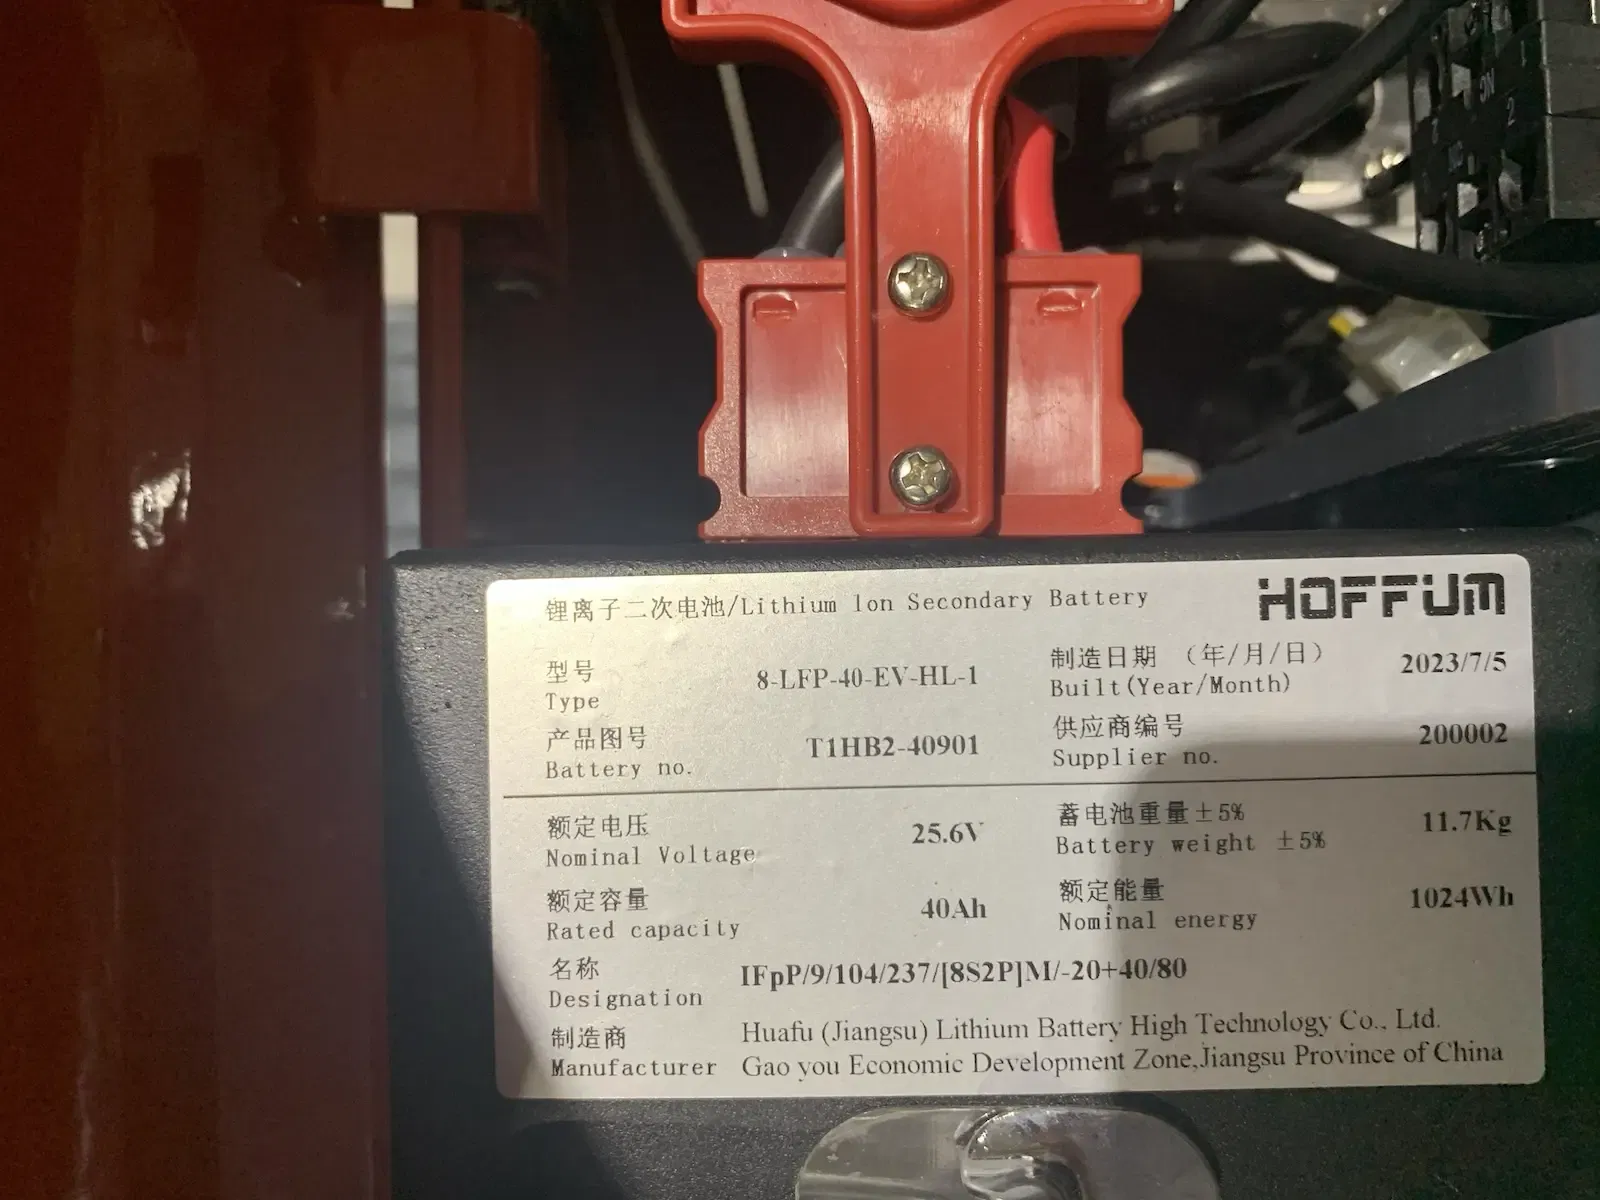 锂离子二次电池/Lithium lon Secondary Battery
HOFFUM
型号
Type
8-LFP-40-EV-HL-1
制造日期 （年/月/日）
Built(Year/Month)
2023/7/5
产品图号
Battery no.
T1HB2-40901
供应商编号
Supplier no.
200002
额定电压
Nominal Voltage
25.6V
蓄电池重量±5%
Battery weight ±5%
11.7Kg
额定容量
Rated capacity
40Ah
额定能量
Nominal energy
1024Wh
名称
Designation
IFpP/9/104/237/[8S2P]M/-20+40/80
制造商
Manufacturer
Huafu (Jiangsu) Lithium Battery High Technology Co., Ltd.
Gao you Economic Development Zone,Jiangsu Province of China